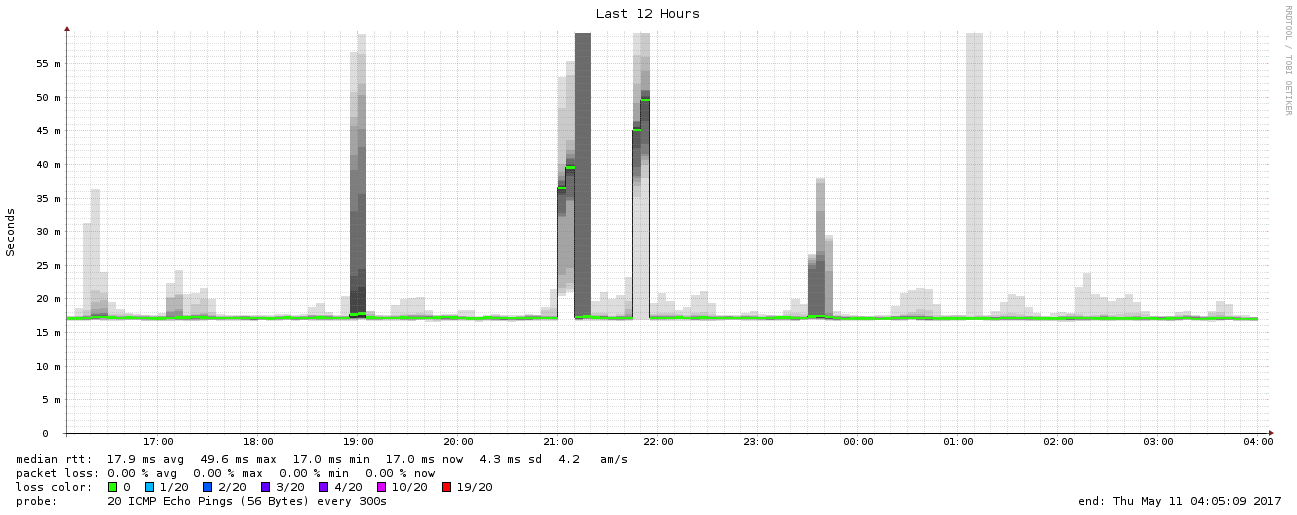 Last 12 Hours
RRDTOOL / TOBI OETIKER
Seconds
55 m
50 m
45 m
40 m
35 m
30 m
25 m
20 m
15 m
10 m
5 m
0
17:00 18:00 19:00 20:00 21:00 22:00 23:00 00:00 01:00 02:00 03:00 04:00
median rtt: 17.9 ms avg 49.6 ms max 17.0 ms min 17.0 ms now 4.3 ms sd 4.2 am/s
packet loss: 0.00 % avg 0.00 % max 0.00 % min 0.00 % now
loss color: 0 1/20 2/20 3/20 4/20 10/20 19/20
probe: 20 ICMP Echo Pings (56 Bytes) every 300s end: Thu May 11 04:05:09 2017